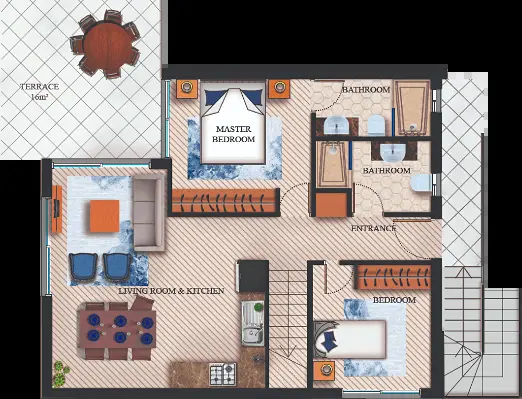 BATHROOM
TERRACE
16m²
MASTER
BEDROOM
BATHROOM
ENTRANCE
LIVING ROOM & KITCHEN
BEDROOM